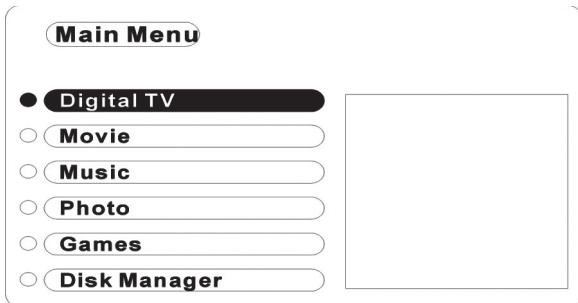 Main Menu
Digital TV
Movie
Music
Photo
Games
Disk Manager